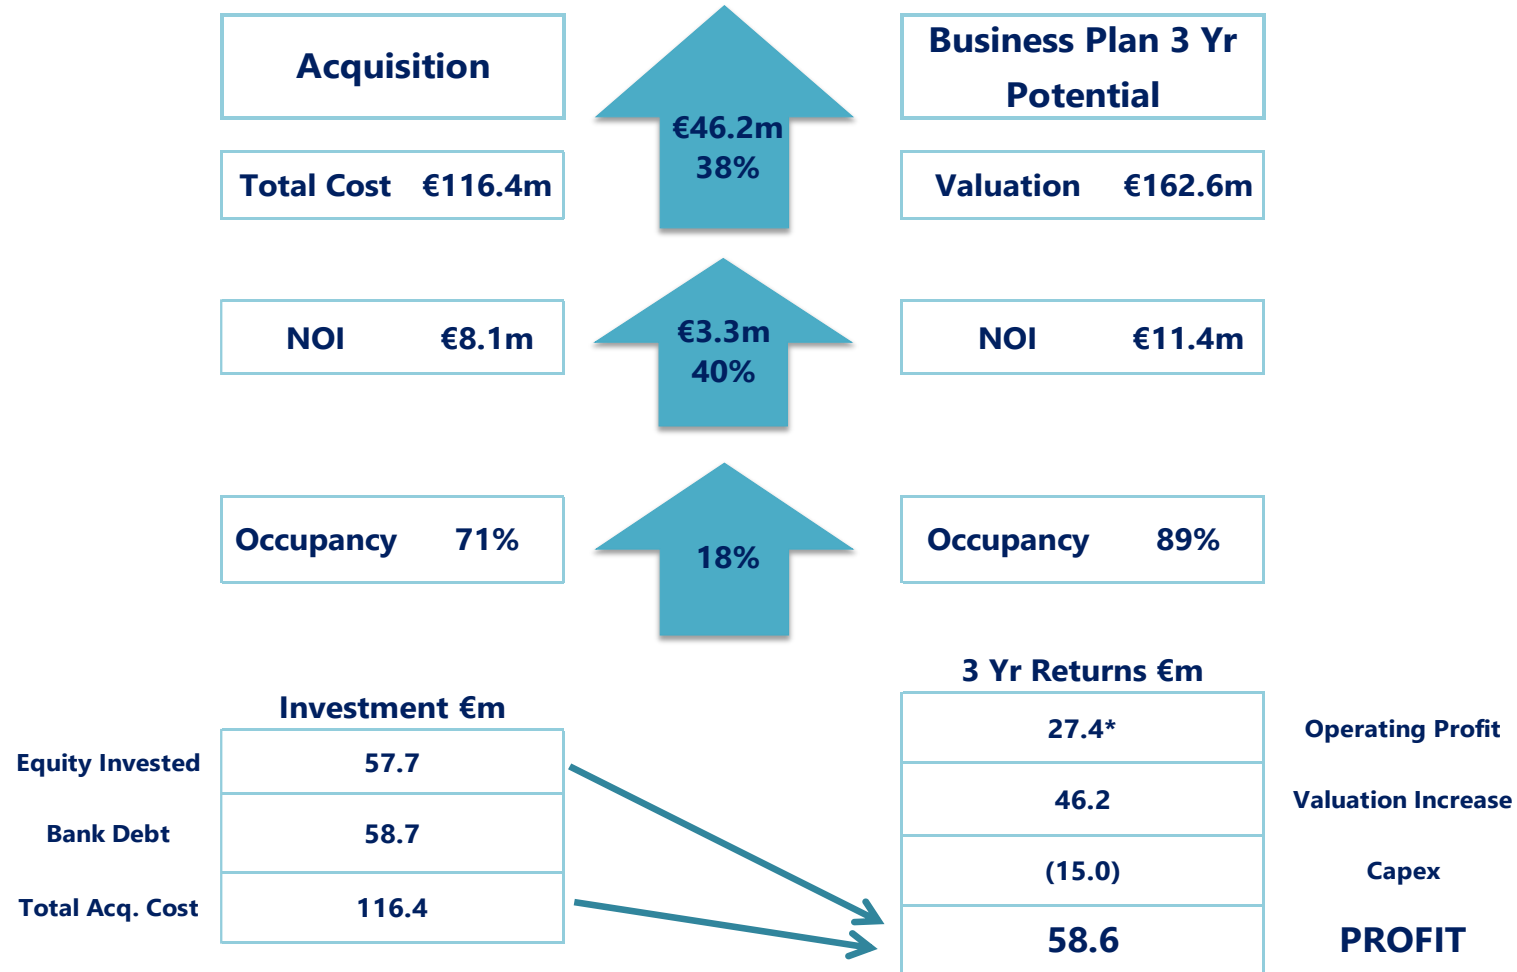 Acquisition
€46.2m
38%
Business Plan 3 Yr
Potential
Total Cost €116.4m
Valuation €162.6m
NOI €8.1m
€3.3m
40%
NOI €11.4m
Occupancy 71%
18%
Occupancy 89%
Investment €m
Equity Invested 57.7
Bank Debt 58.7
Total Acq. Cost 116.4
3 Yr Returns €m
27.4* Operating Profit
46.2 Valuation Increase
(15.0) Capex
58.6 PROFIT